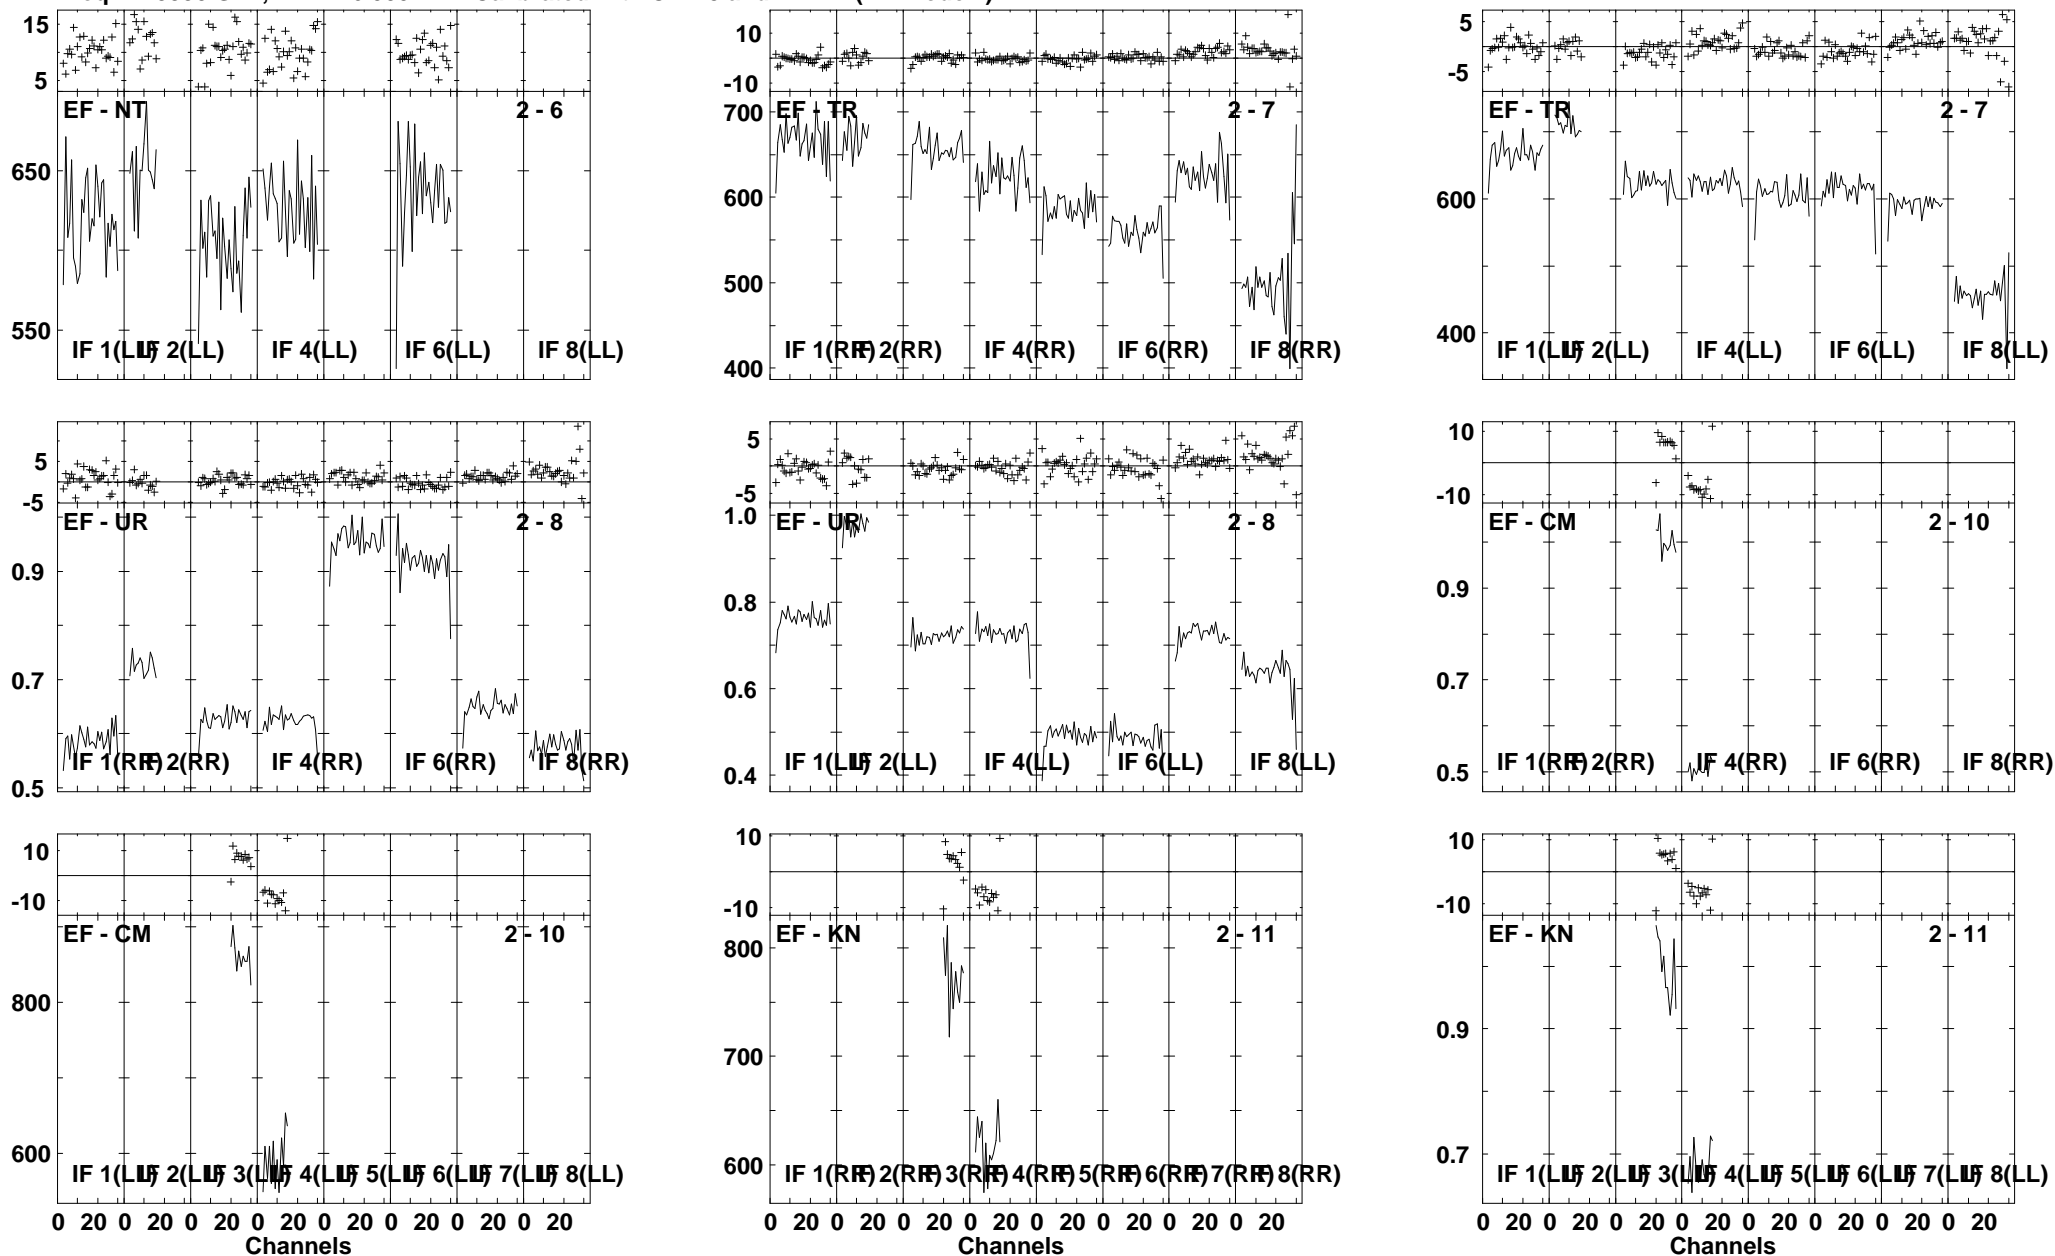 15
5
EF - NT 2 - 6
650
550
IF 1(LL) IF 2(LL) IF 4(LL) IF 6(LL) IF 8(LL)
10
-10
EF - TR 2 - 7
700
600
500
400
IF 1(RR) IF 2(RR) IF 4(RR) IF 6(RR) IF 8(RR)
5
-5
EF - TR 2 - 7
600
400
IF 1(LL) IF 2(LL) IF 4(LL) IF 6(LL) IF 8(LL)
5
-5
EF - UR 2 - 8
0.9
0.7
0.5
IF 1(RR) IF 2(RR) IF 4(RR) IF 6(RR) IF 8(RR)
5
-5
EF - UR 2 - 8
1.0
0.8
0.6
0.4
IF 1(LL) IF 2(LL) IF 4(LL) IF 6(LL) IF 8(LL)
10
-10
EF - CM 2 - 10
0.9
0.7
0.5
IF 1(RR) IF 2(RR) IF 4(RR) IF 6(RR) IF 8(RR)
10
-10
EF - CM 2 - 10
800
600
IF 1(LL) IF 2(LL) IF 3(LL) IF 4(LL) IF 5(LL) IF 6(LL) IF 7(LL) IF 8(LL)
0 20 0 20 0 20 0 20 0 20 0 20 0 20 0 20
Channels
10
-10
EF - KN 2 - 11
800
700
600
IF 1(RR) IF 2(RR) IF 3(RR) IF 4(RR) IF 5(RR) IF 6(RR) IF 7(RR) IF 8(RR)
0 20 0 20 0 20 0 20 0 20 0 20 0 20 0 20
Channels
10
-10
EF - KN 2 - 11
0.9
0.7
IF 1(LL) IF 2(LL) IF 3(LL) IF 4(LL) IF 5(LL) IF 6(LL) IF 7(LL) IF 8(LL)
0 20 0 20 0 20 0 20 0 20 0 20 0 20 0 20
Channels